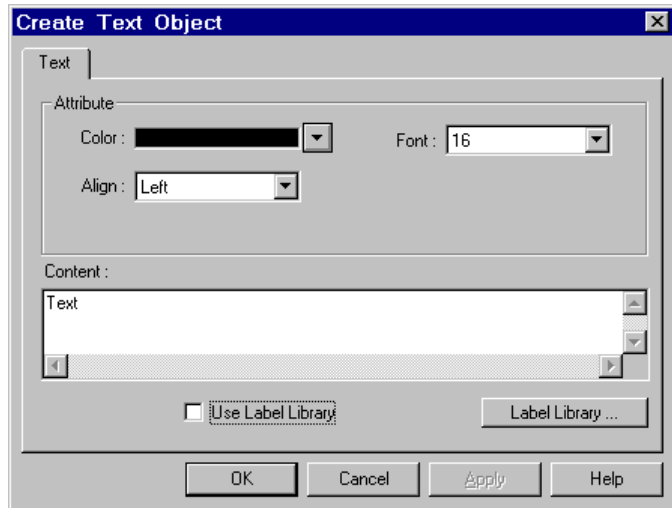 Create Text Object
Text
Attribute
Color :
Font : 16
Align : Left
Content :
Text
Use Label Library
Label Library ...
OK Cancel Apply Help